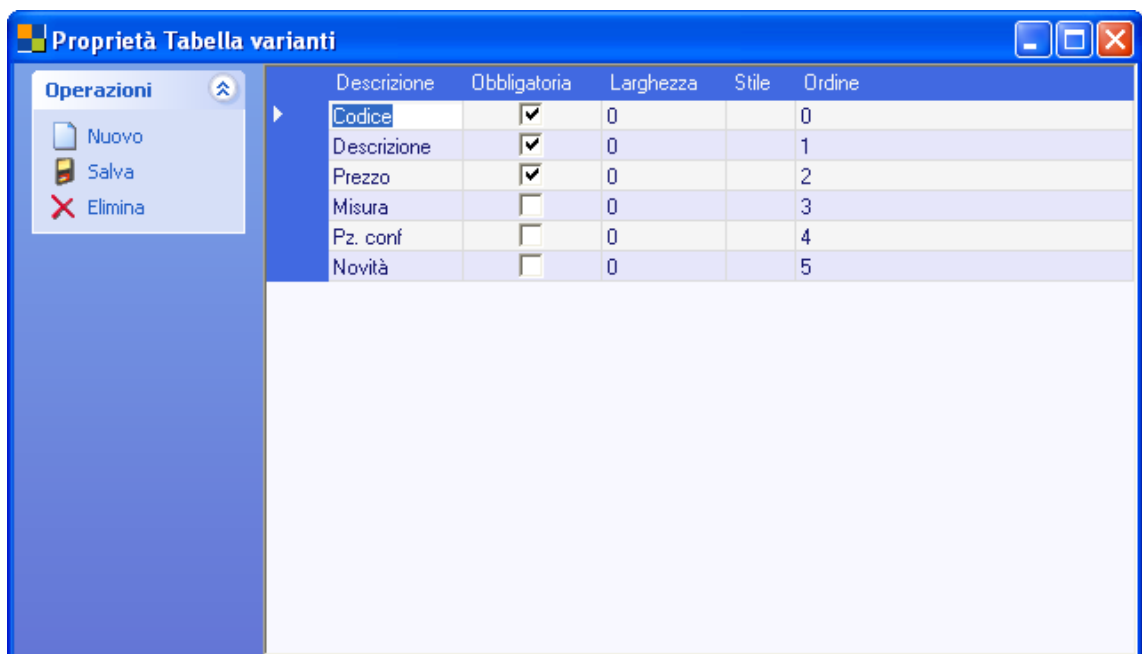 Proprietà Tabella varianti
Operazioni
Nuovo
Salva
Elimina
Descrizione Obbligatoria Larghezza Stile Ordine
Codice 0 0
Descrizione 0 1
Prezzo 0 2
Misura 0 3
Pz. conf 0 4
Novità 0 5